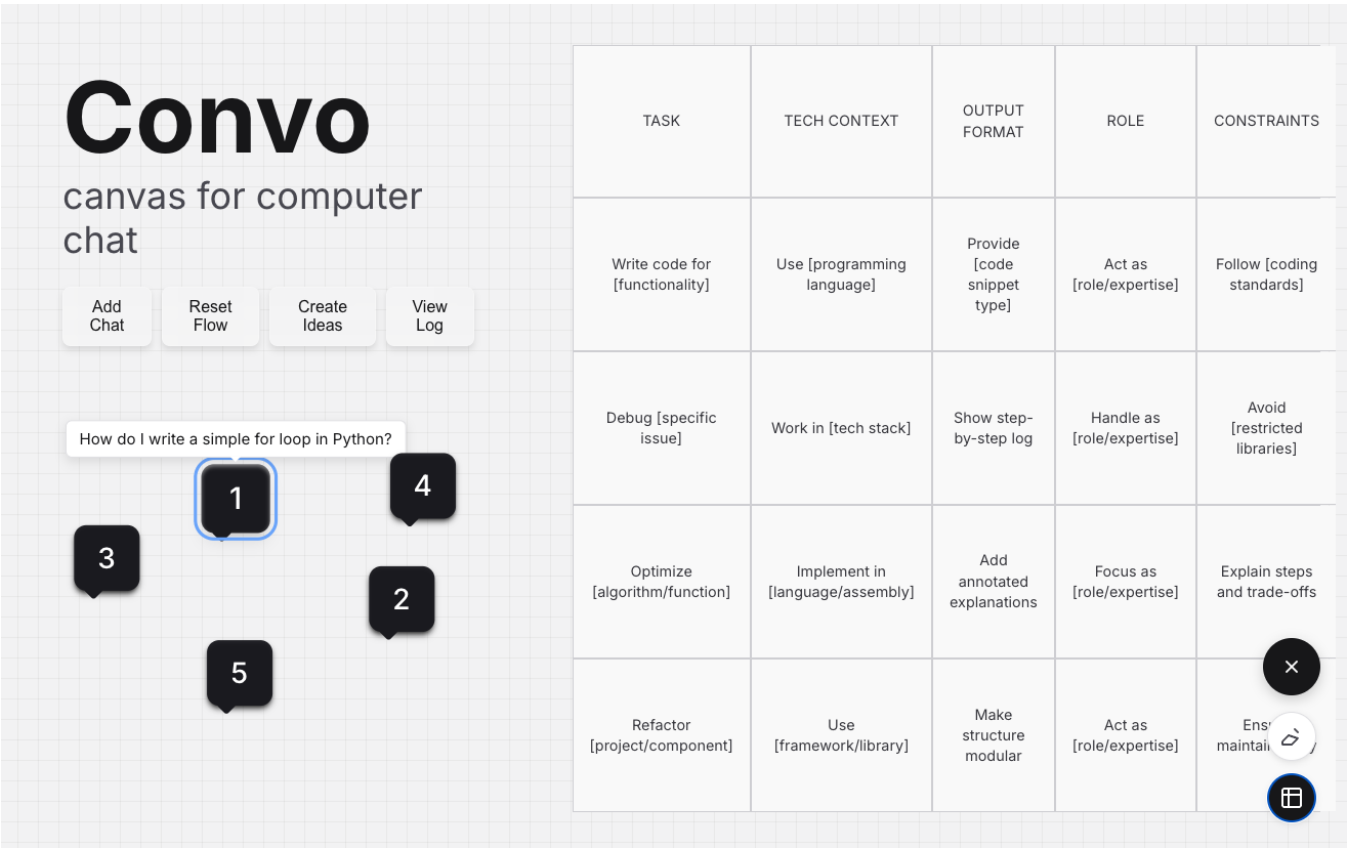 Convo
canvas for computer
chat
Add
Chat
Reset
Flow
Create
Ideas
View
Log
How do I write a simple for loop in Python?
1
4
3
2
5
TASK
TECH CONTEXT
OUTPUT
FORMAT
ROLE
CONSTRAINTS
Write code for
[functionality]
Use [programming
language]
Provide
[code
snippet
type]
Act as
[role/expertise]
Follow [coding
standards]
Debug [specific
issue]
Work in [tech stack]
Show step-
by-step log
Handle as
[role/expertise]
Avoid
[restricted
libraries]
Optimize
[algorithm/function]
Implement in
[language/assembly]
Add
annotated
explanations
Focus as
[role/expertise]
Explain steps
and trade-offs
Refactor
[project/component]
Use
[framework/library]
Make
structure
modular
Act as
[role/expertise]